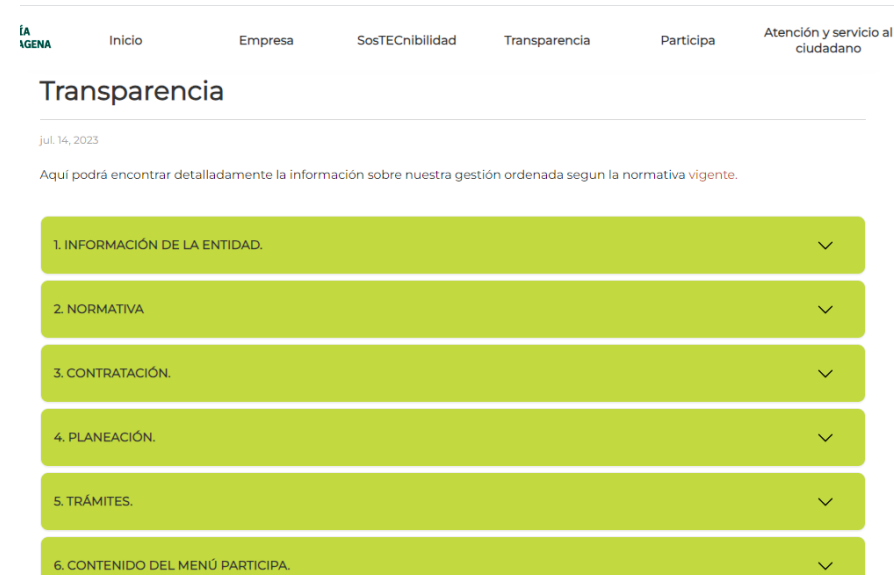 ÍA
AGENA
Inicio
Empresa
SosTECnibilidad
Transparencia
Participa
Atención y servicio al
ciudadano
Transparencia
jul. 14, 2023
Aquí podrá encontrar detalladamente la información sobre nuestra gestión ordenada segun la normativa vigente.
1. INFORMACIÓN DE LA ENTIDAD.
2. NORMATIVA
3. CONTRATACIÓN.
4. PLANEACIÓN.
5. TRÁMITES.
6. CONTENIDO DEL MENÚ PARTICIPA.